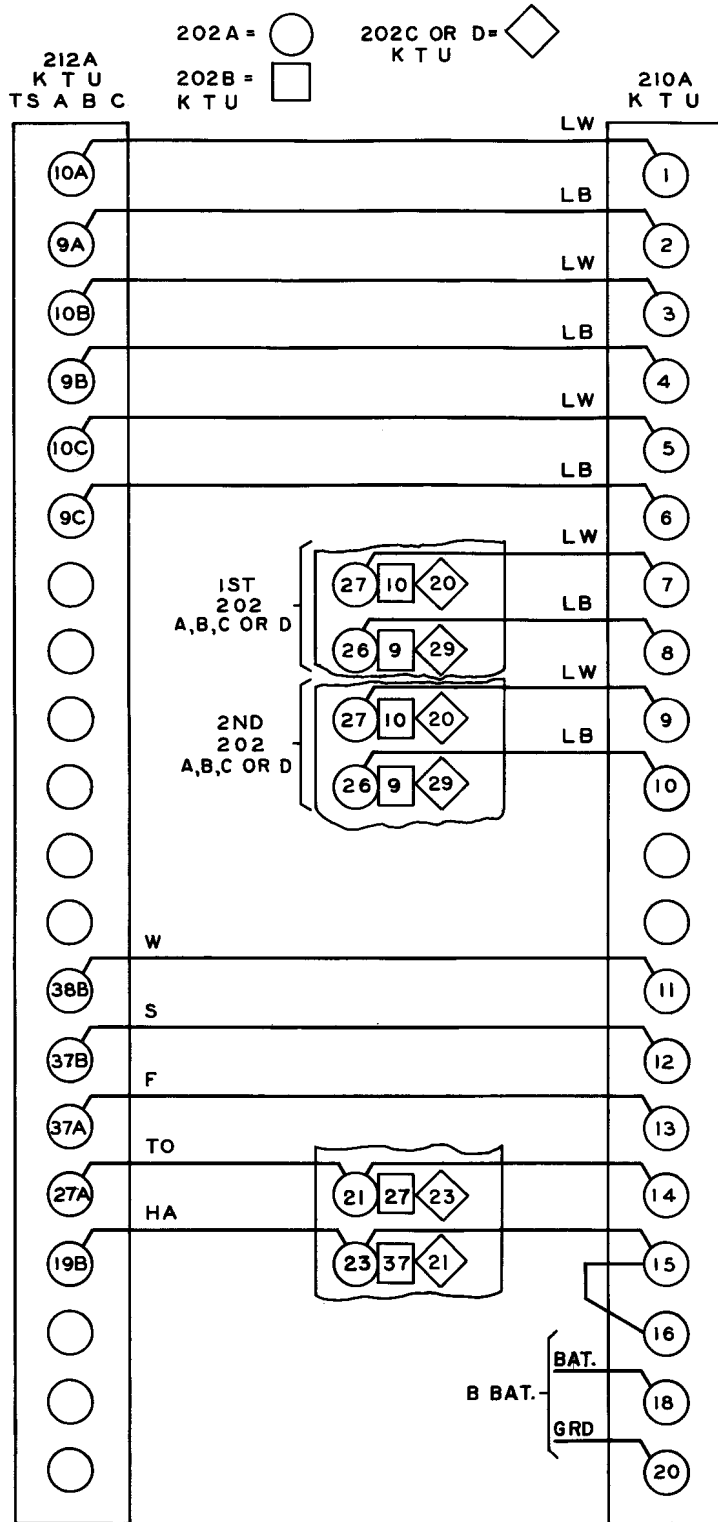 202A =
202C OR D=
K T U
202B =
K T U
212A
K T U
TS A B C
210A
K T U
LW
10A
1
LB
9A
2
LW
10B
3
LB
9B
4
LW
10C
5
LB
9C
6
LW
1ST
202
A,B,C OR D
27 10 20
7
LB
26 9 29
8
LW
2ND
202
A,B,C OR D
27 10 20
9
LB
26 9 29
10
W
38B
11
S
37B
12
F
37A
13
TO
27A
21 27 23
14
HA
19B
23 37 21
15
16
B BAT.
BAT.
18
GRD
20